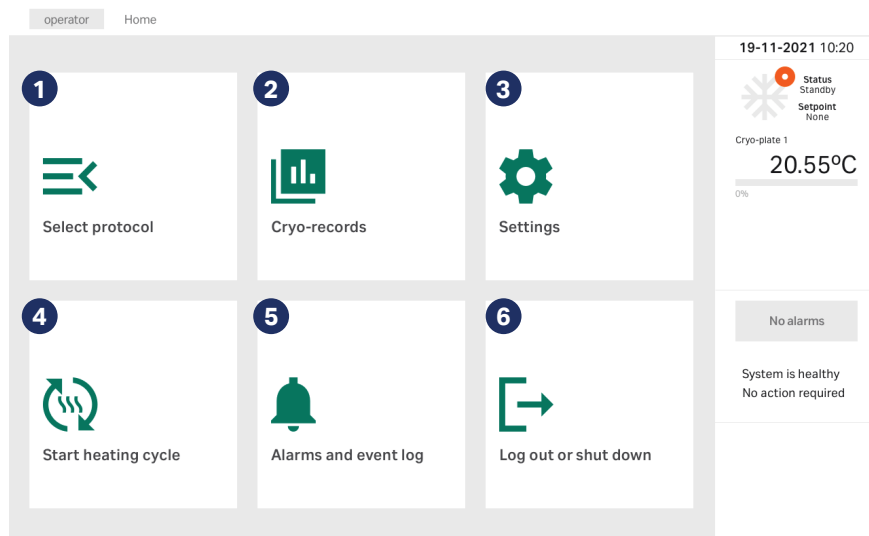 operator Home
19-11-2021 10:20
Status
Standby
Setpoint
None
Cryo-plate 1
20.55ºC
0%
1 2 3
Select protocol Cryo-records Settings
4 5 6
Start heating cycle Alarms and event log Log out or shut down
No alarms
System is healthy
No action required